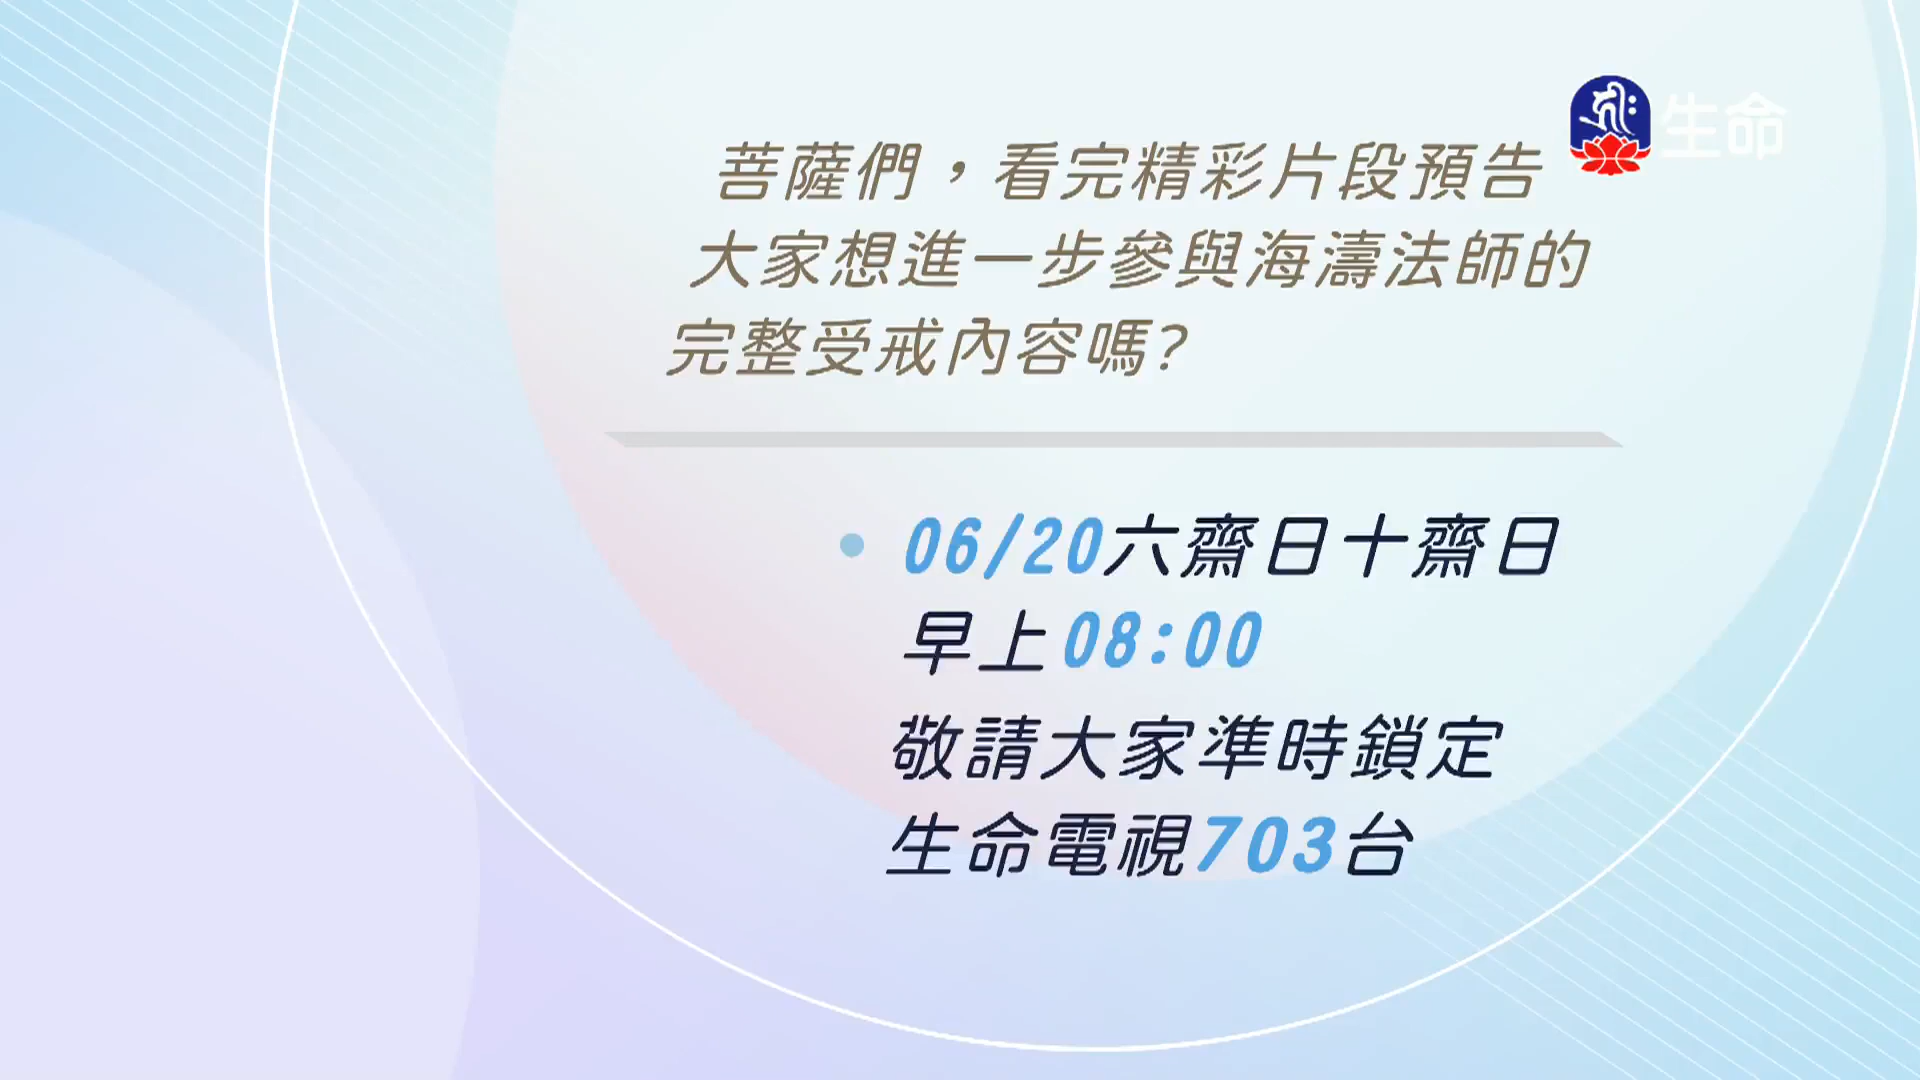 生命
菩薩們，看完精彩片段預告
大家想進一步參與海濤法師的
完整受戒內容嗎?
06/20六齋日十齋日
早上08:00
敬請大家準時鎖定
生命電視703台